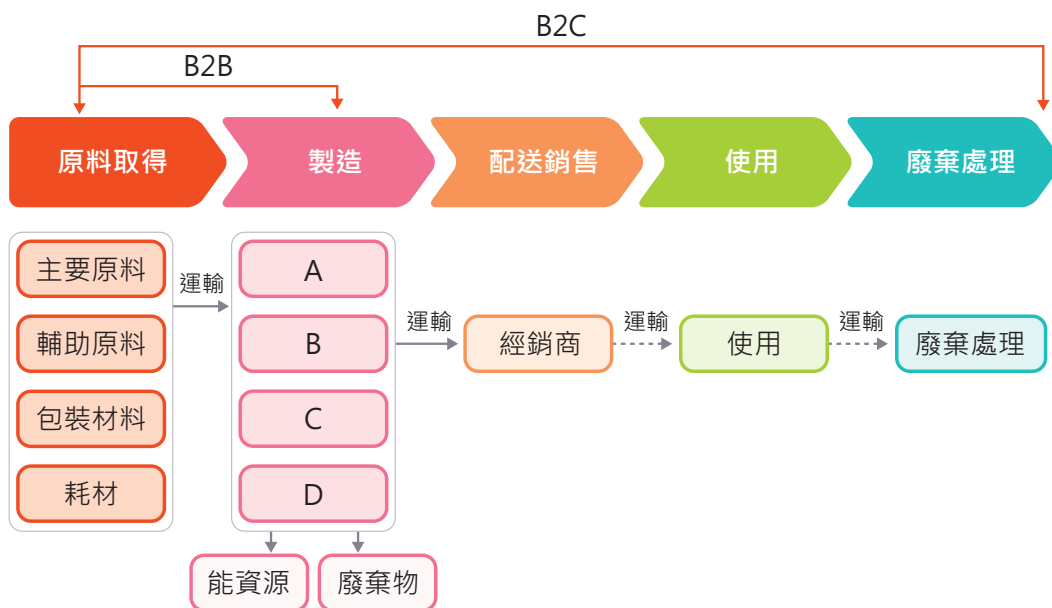 B2C
B2B
原料取得
製造
配送銷售
使用
廢棄處理
主要原料
輔助原料
包裝材料
耗材
運輸
A
B
C
D
能資源
廢棄物
運輸
經銷商
運輸
使用
運輸
廢棄處理